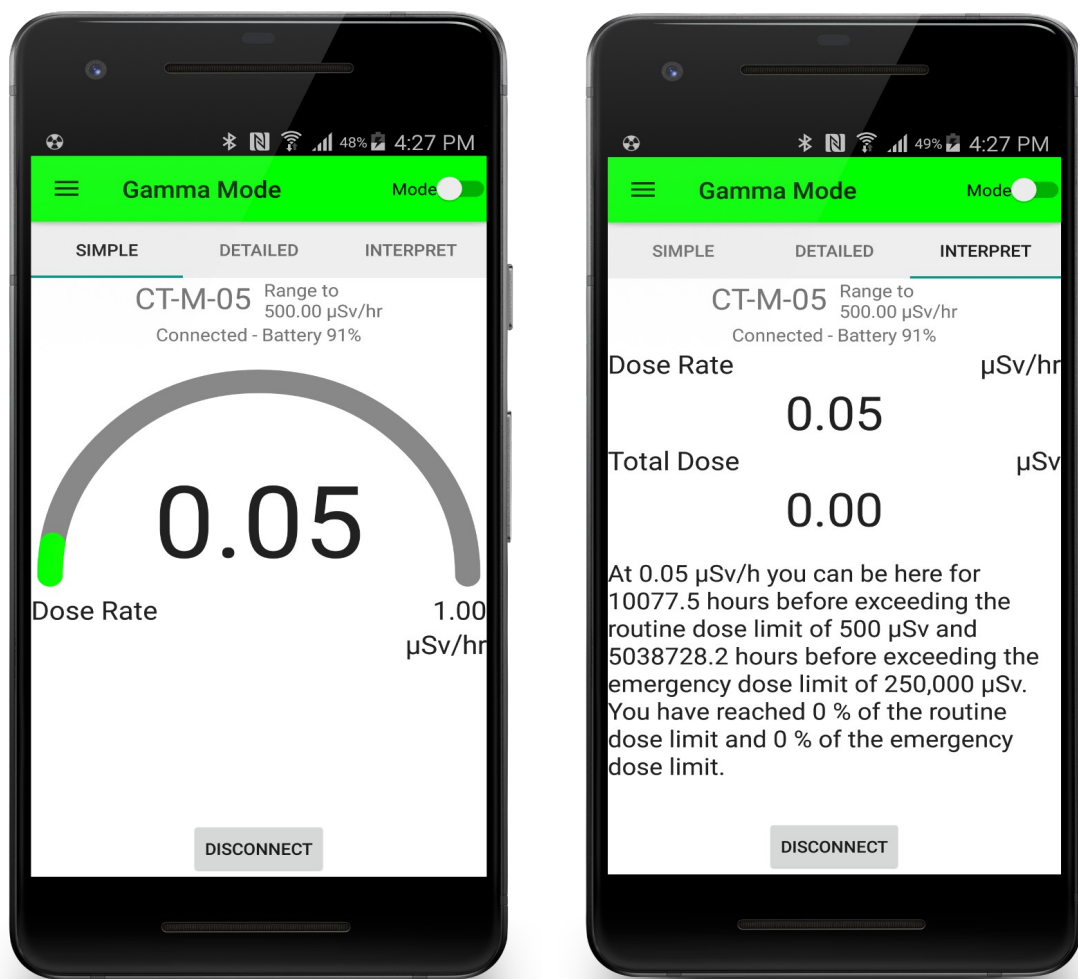 48% 4:27 PM
Gamma Mode Mode
SIMPLE DETAILED INTERPRET
CT-M-05 Range to
500.00 µSv/hr
Connected - Battery 91%
0.05
Dose Rate 1.00
µSv/hr
DISCONNECT
49% 4:27 PM
Gamma Mode Mode
SIMPLE DETAILED INTERPRET
CT-M-05 Range to
500.00 µSv/hr
Connected - Battery 91%
Dose Rate µSv/hr
0.05
Total Dose µSv
0.00
At 0.05 µSv/h you can be here for
10077.5 hours before exceeding the
routine dose limit of 500 µSv and
5038728.2 hours before exceeding the
emergency dose limit of 250,000 µSv.
You have reached 0 % of the routine
dose limit and 0 % of the emergency
dose limit.
DISCONNECT